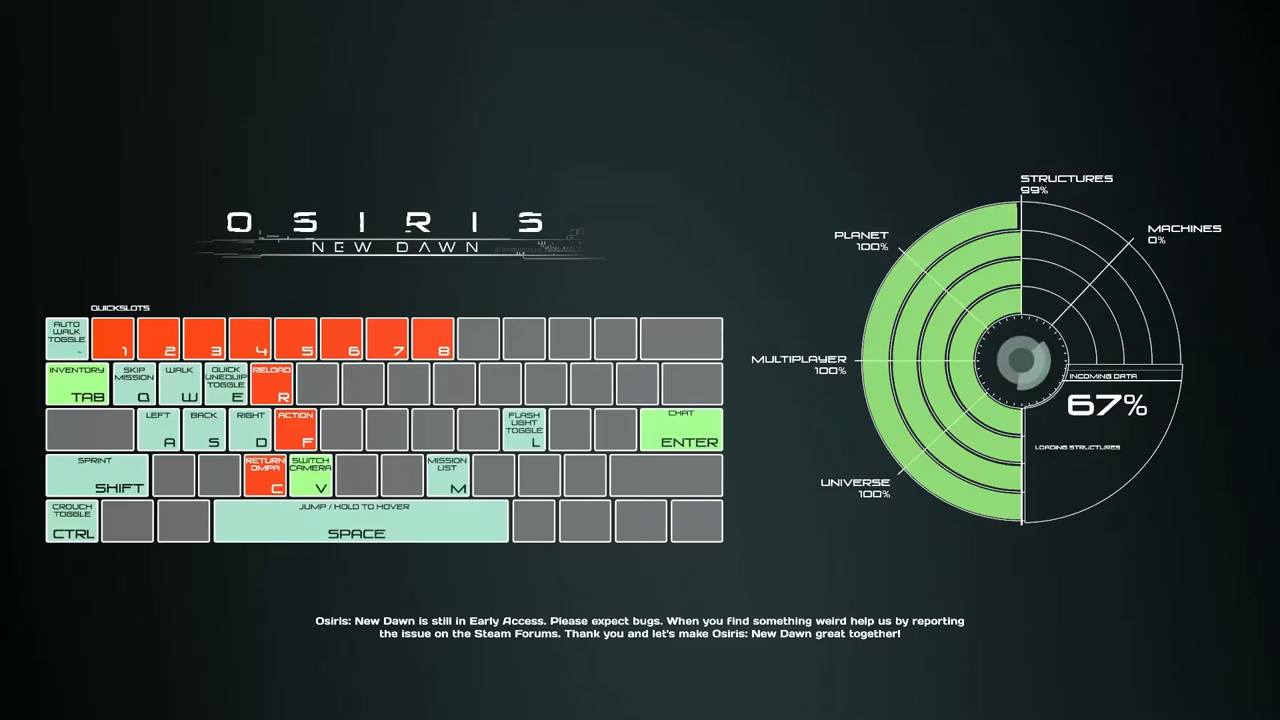 OSIRIS
NEW DAWN
QUICKSLOTS
AUTO
WALK
TOGGLE
~
1
2
3
4
5
6
7
8
INVENTORY
TAB
SKIP
MISSION
Q
WALK
W
QUICK
UNEQUIP
TOGGLE
E
RELOAD
R
LEFT
A
BACK
S
RIGHT
D
ACTION
F
FLASH
LIGHT
TOGGLE
L
CHAT
ENTER
SPRINT
SHIFT
RETURN
OMPA
C
SWITCH
CAMERA
V
MISSION
LIST
M
CROUCH
TOGGLE
CTRL
JUMP / HOLD TO HOVER
SPACE
STRUCTURES
99%
MACHINES
0%
PLANET
100%
MULTIPLAYER
100%
UNIVERSE
100%
INCOMING DATA
67%
LOADING STRUCTURES
Osiris: New Dawn is still in Early Access. Please expect bugs. When you find something weird help us by reporting
the issue on the Steam Forums. Thank you and let's make Osiris: New Dawn great together!